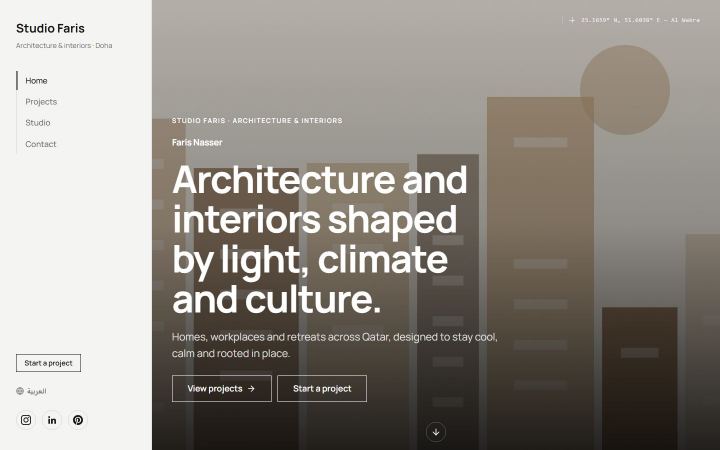 Studio Faris
Architecture & interiors · Doha
Home
Projects
Studio
Contact
Start a project
العربية
25.1659° N, 51.6038° E — Al Wakra
STUDIO FARIS · ARCHITECTURE & INTERIORS
Faris Nasser
Architecture and
interiors shaped
by light, climate
and culture.
Homes, workplaces and retreats across Qatar, designed to stay cool,
calm and rooted in place.
View projects →
Start a project